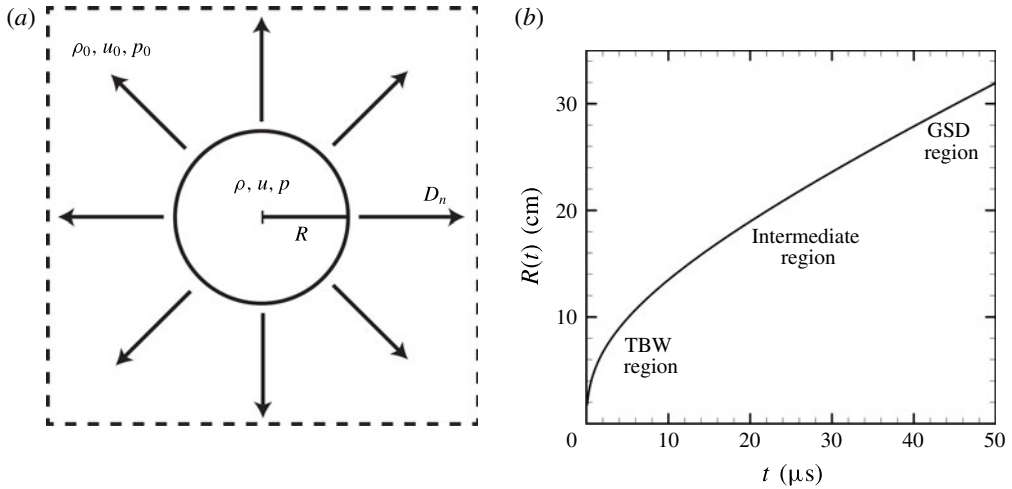 (a)
ρ0, u0, p0
ρ, u, p
R
Dn
(b)
R(t) (cm)
30
20
10
0
10
20
30
40
50
t (μs)
GSD
region
Intermediate
region
TBW
region